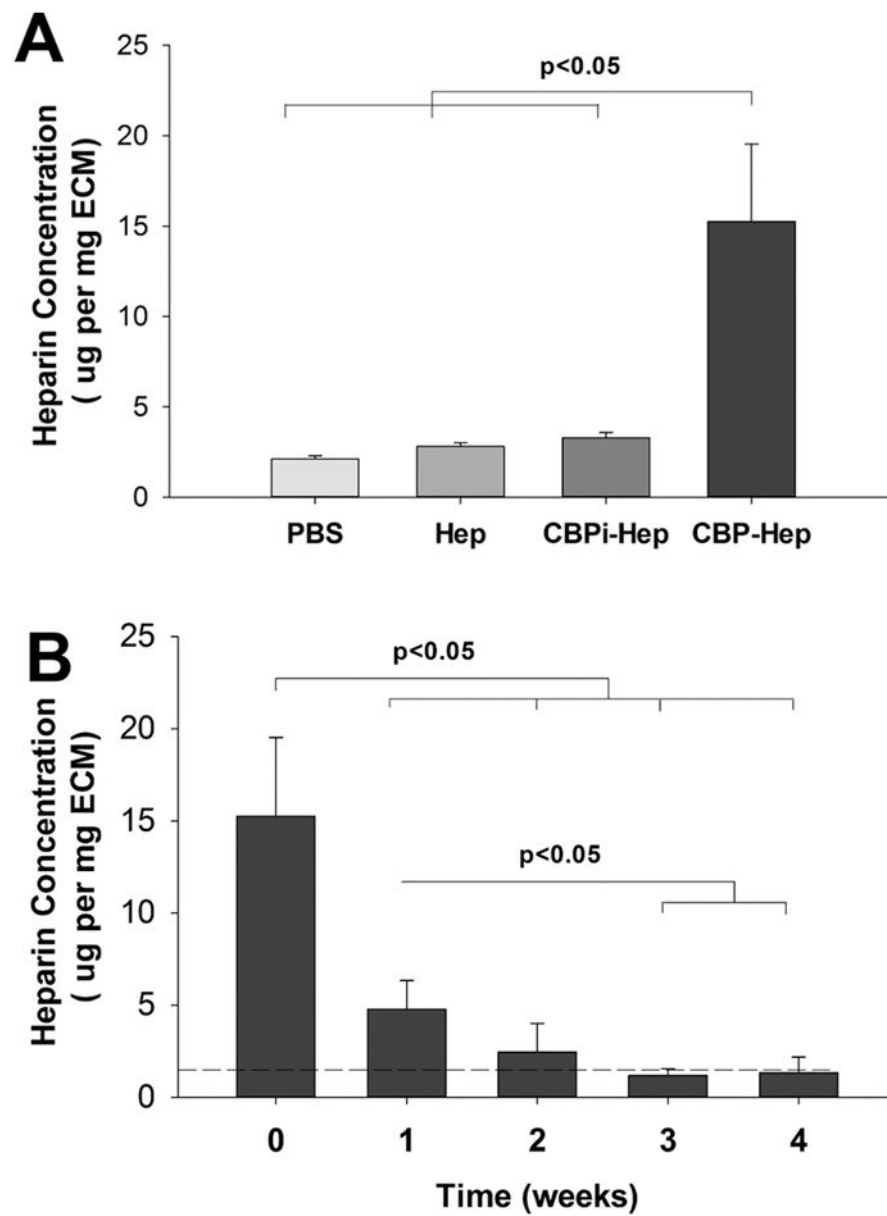 A
25
p<0.05
20
15
10
5
0
Heparin Concentration
( ug per mg ECM)
PBS Hep CBPi-Hep CBP-Hep
B
25
p<0.05
20
15
p<0.05
10
5
0
Heparin Concentration
( ug per mg ECM)
0 1 2 3 4
Time (weeks)